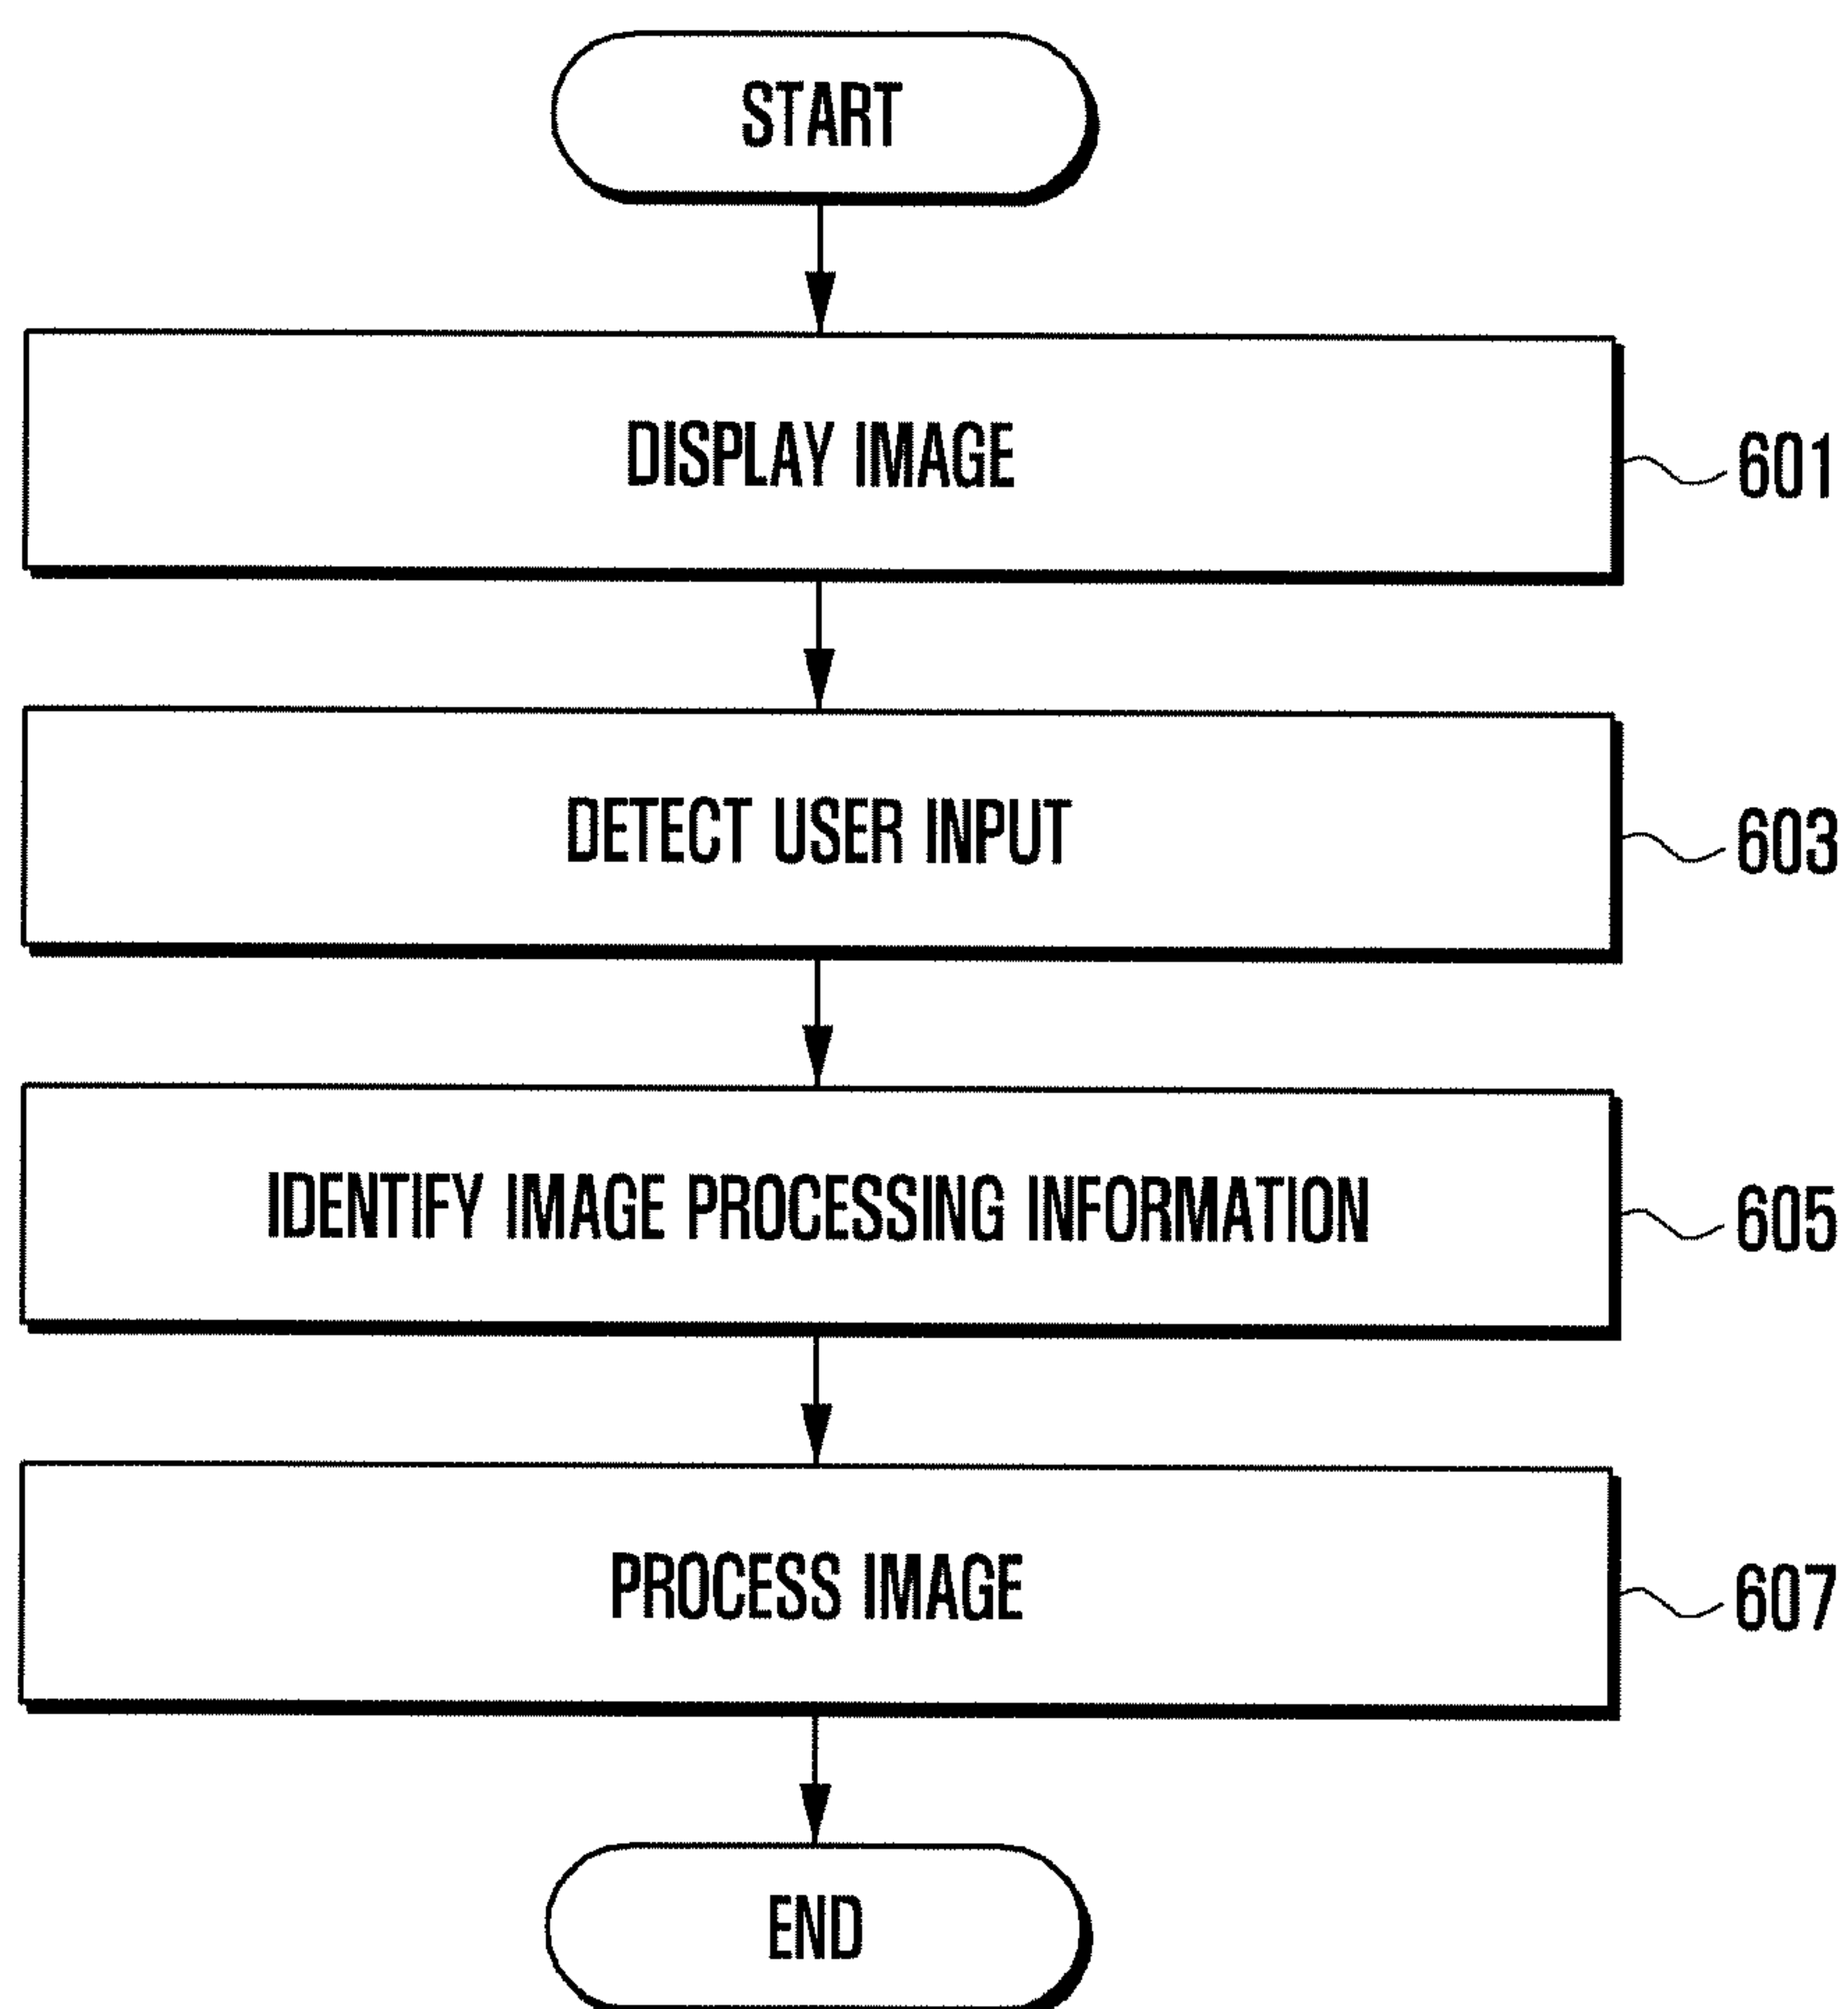 START
DISPLAY IMAGE
601
DETECT USER INPUT
603
IDENTIFY IMAGE PROCESSING INFORMATION
605
PROCESS IMAGE
607
END